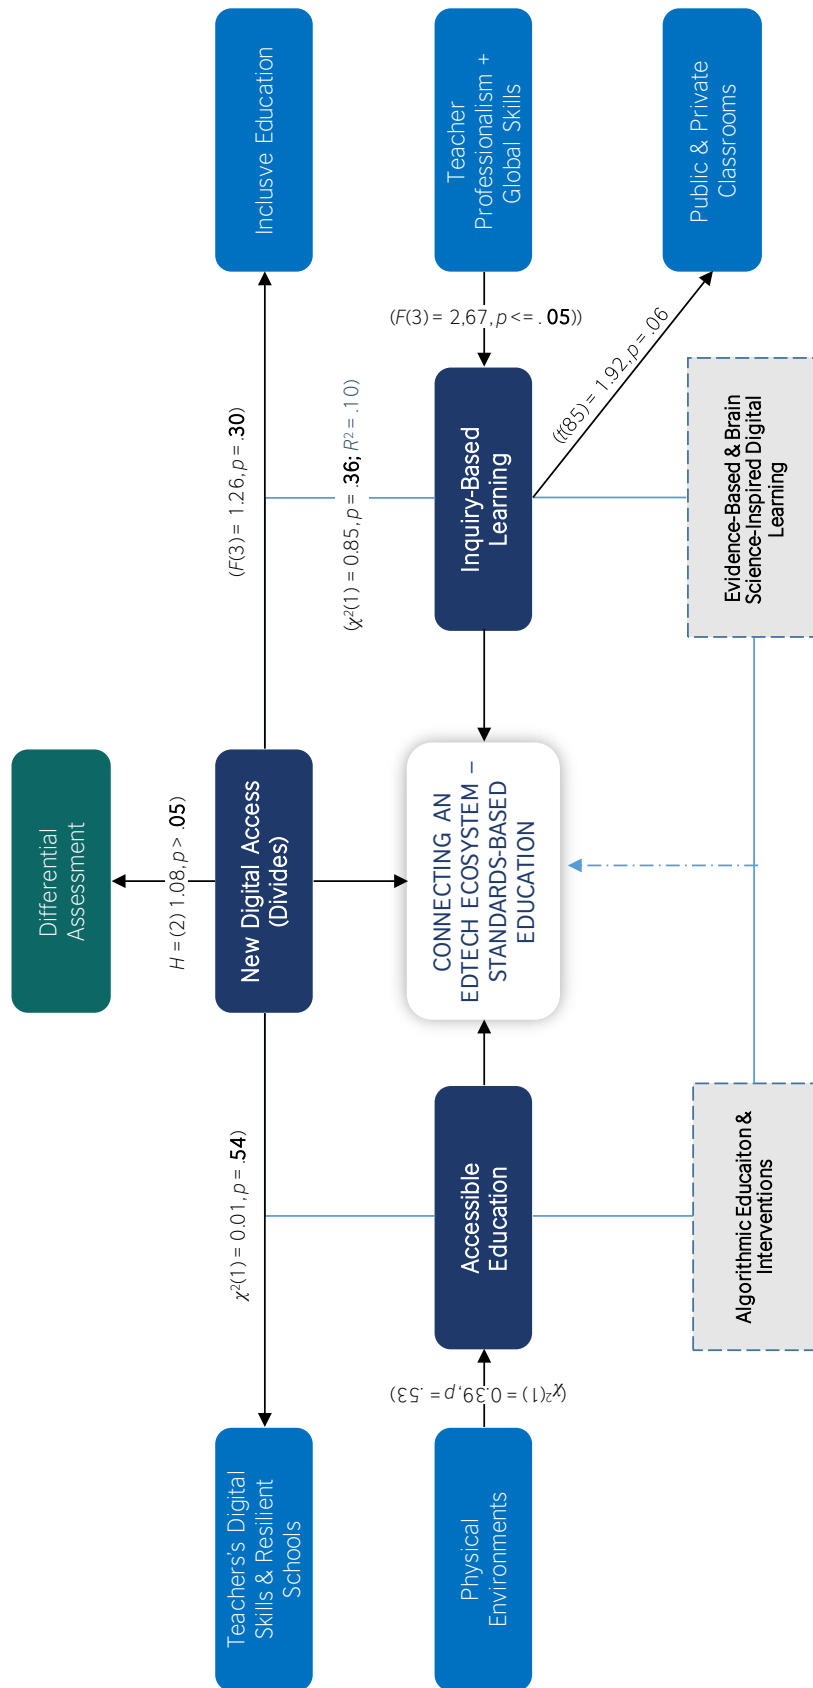 Differential
Assessment
H = (2) 1.08, p > .05)
Teachers's Digital
Skills & Resilient
Schools
χ²(1) = 0.01, p = .54)
New Digital Access
(Divides)
(F(3) = 1.26, p = .30)
Inclusve Education
(χ²(1) = 0.85, p = .36; R² = .10)
Physical
Environments
(χ²(1) = 0.39, p = .53)
Accessible
Education
CONNECTING AN
EDTECH ECOSYSTEM –
STANDARDS-BASED
EDUCATION
Inquiry-Based
Learning
(F(3) = 2,67, p <= . 05))
Teacher
Professionalism +
Global Skills
(t(85) = 1.92, p = .06
Algorithmic Educaiton &
Interventions
Evidence-Based & Brain
Science-Inspired Digital
Learning
Public & Private
Classrooms